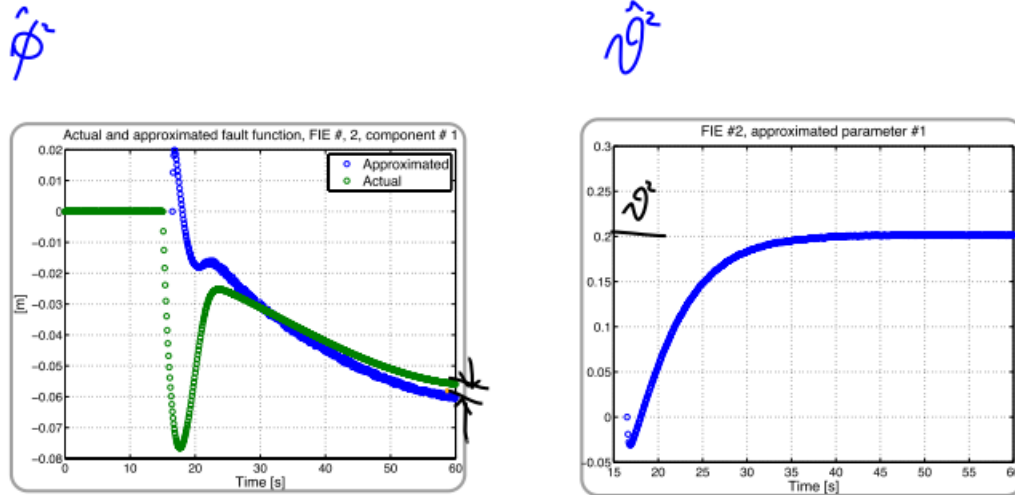 φ̂²
ϑ̂²
Actual and approximated fault function, FIE #, 2, component # 1
0.02
0.01
0
−0.01
−0.02
−0.03
−0.04
−0.05
−0.06
−0.07
−0.08
[m]
Approximated
Actual
0 10 20 30 40 50 60
Time [s]
FIE #2, approximated parameter #1
0.3
0.25
0.2
0.15
0.1
0.05
0
−0.05
ϑ²
15 20 25 30 35 40 45 50 55 60
Time [s]